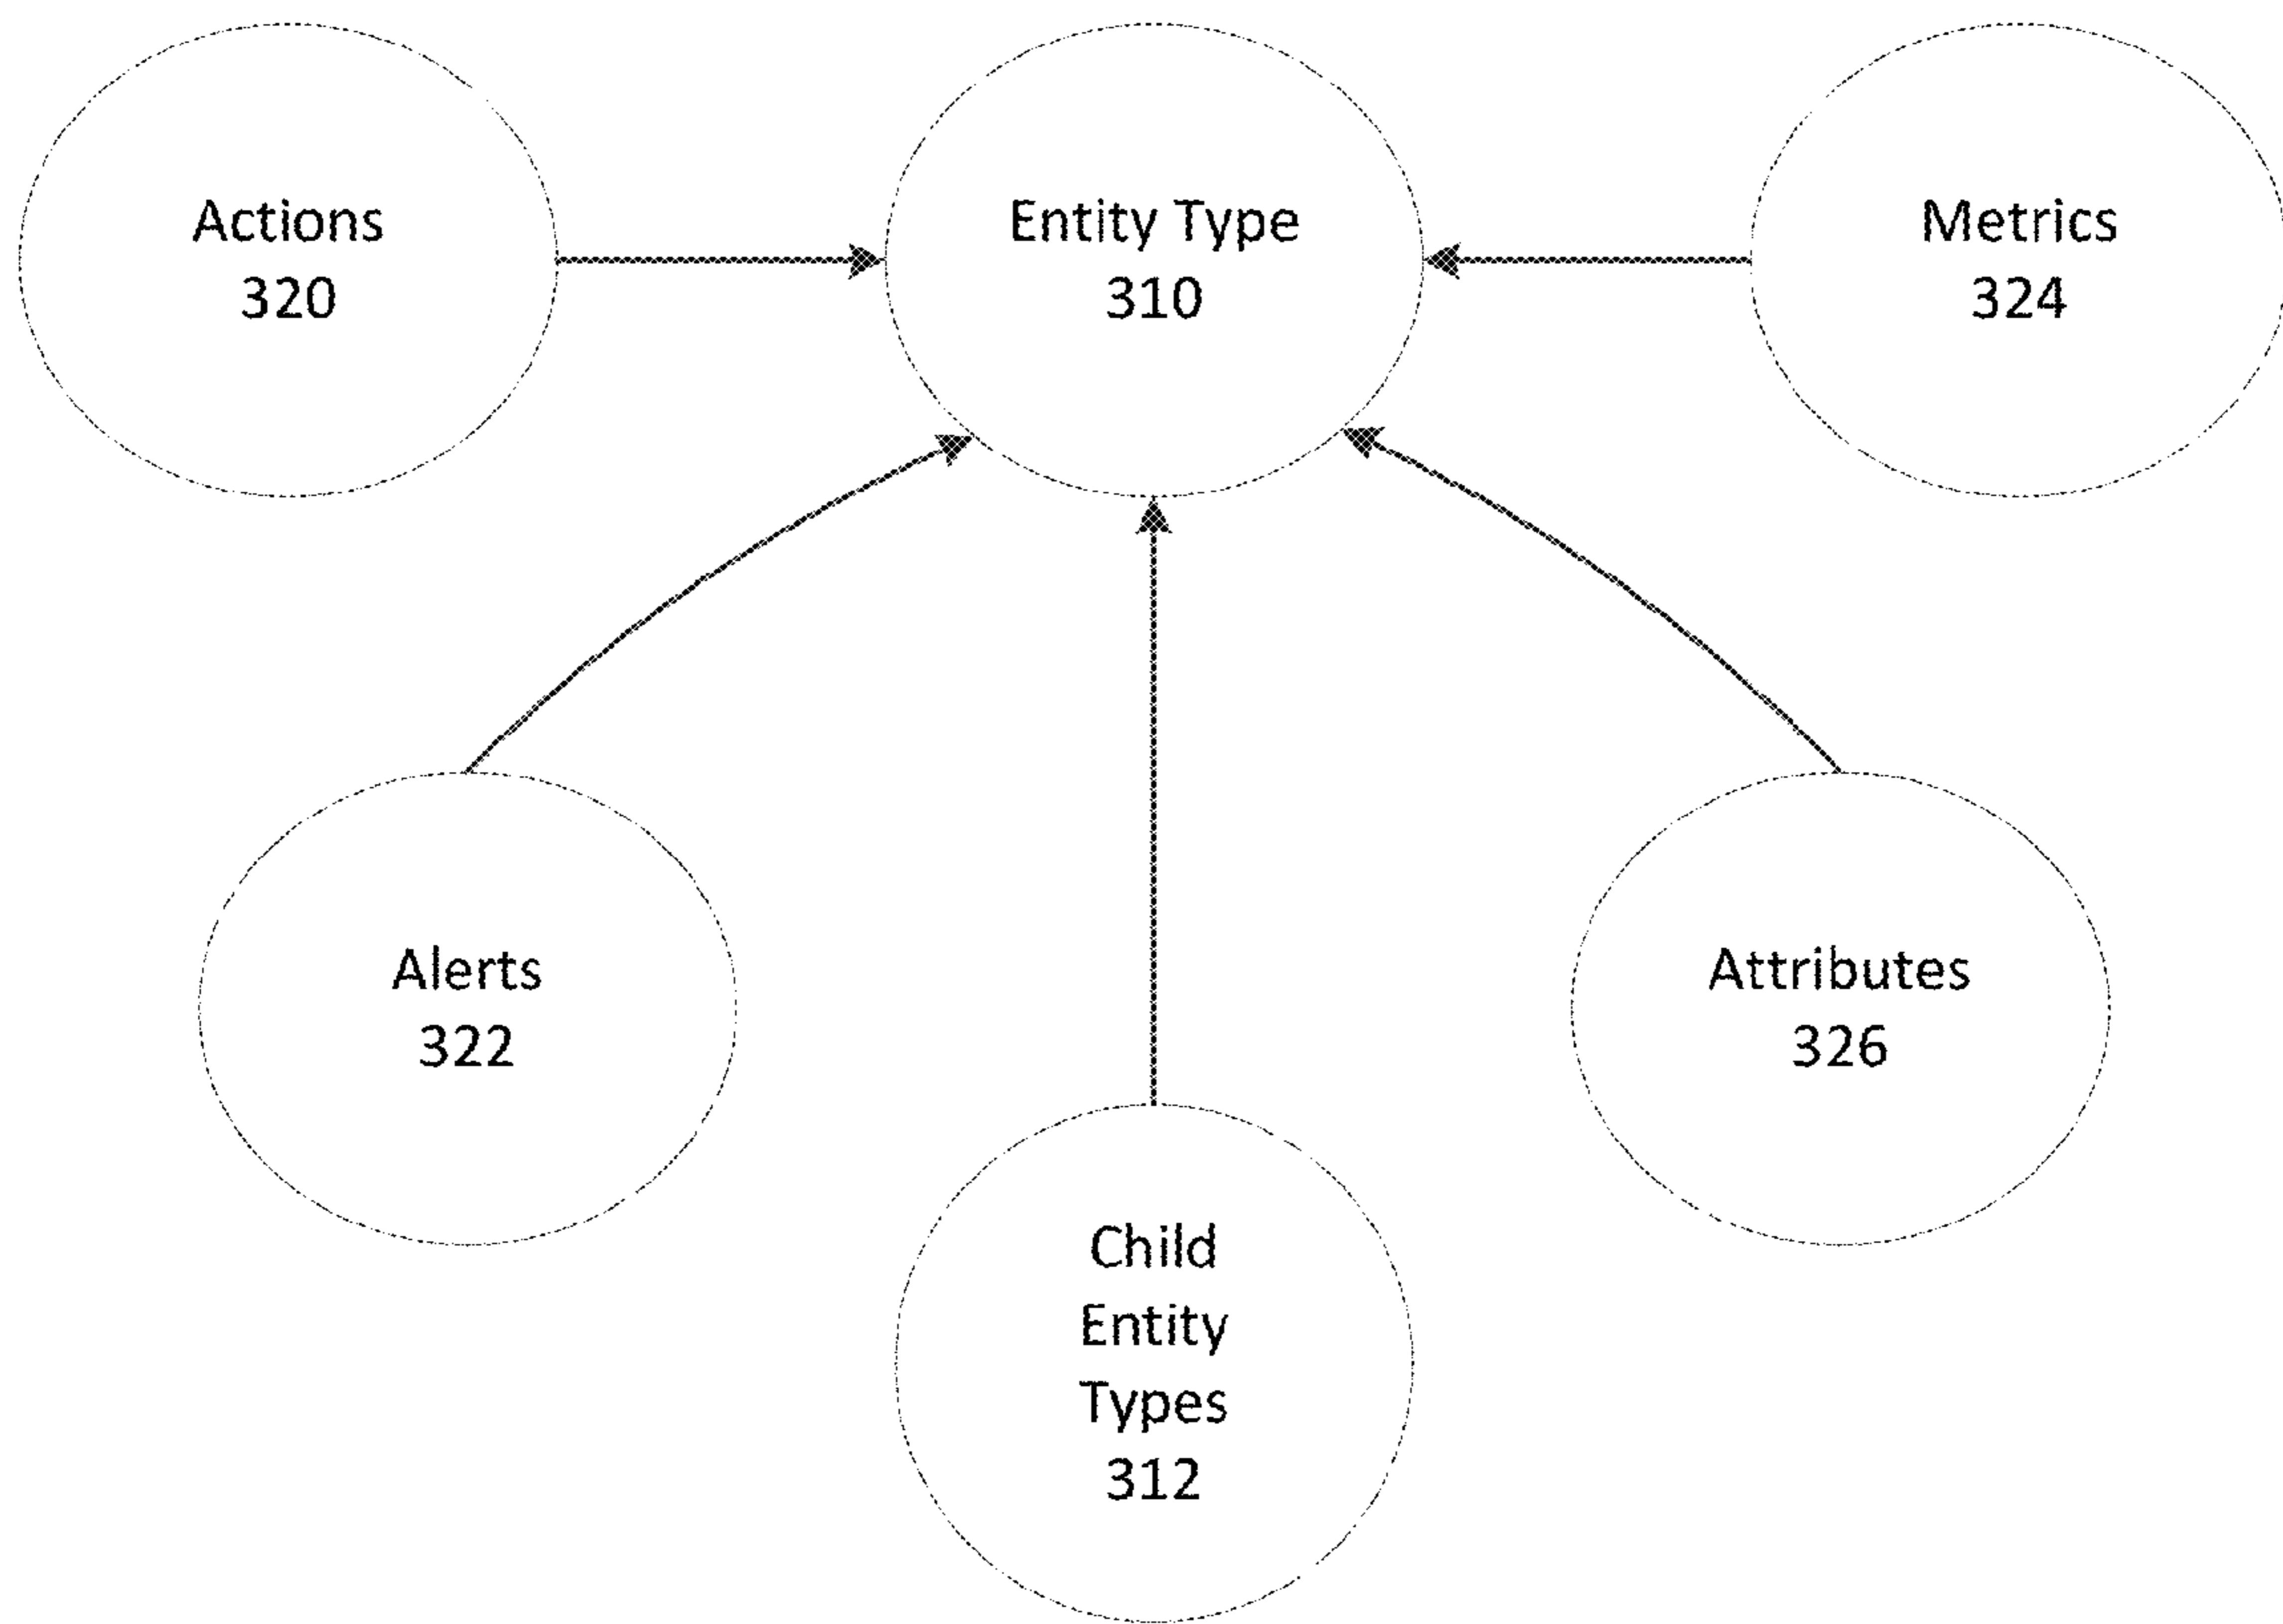 Actions
320
Entity Type
310
Metrics
324
Alerts
322
Attributes
326
Child
Entity
Types
312